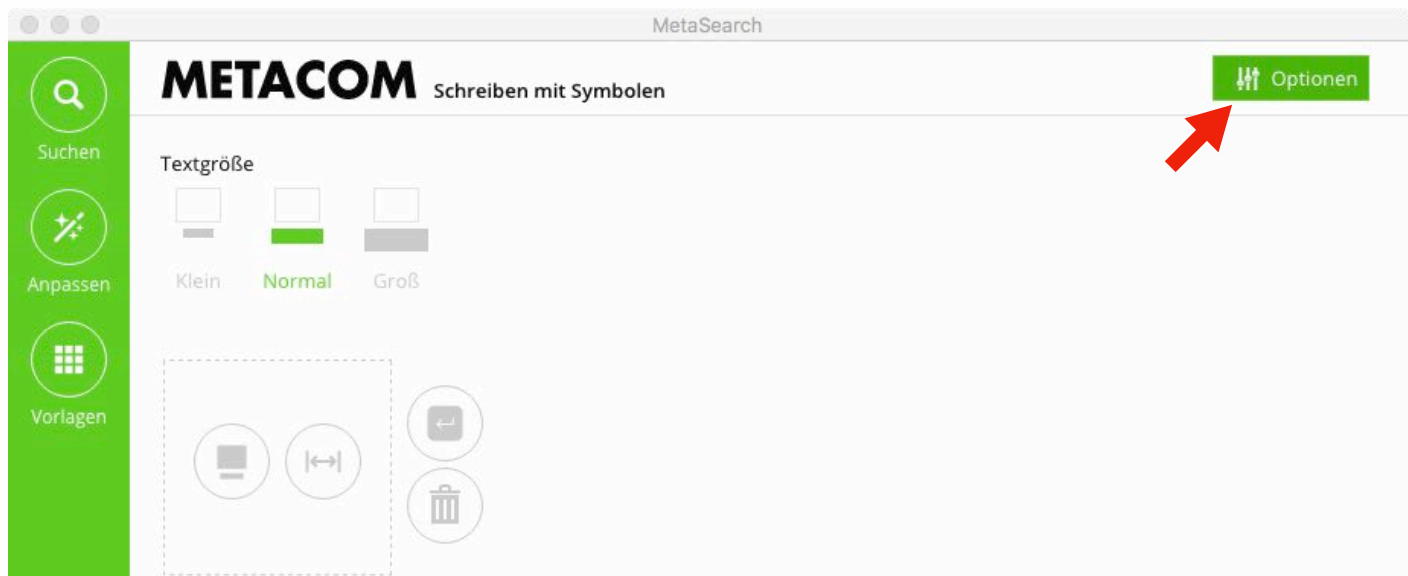 MetaSearch
METACOM Schreiben mit Symbolen
Optionen
Suchen
Anpassen
Vorlagen
Textgröße
Klein Normal Groß